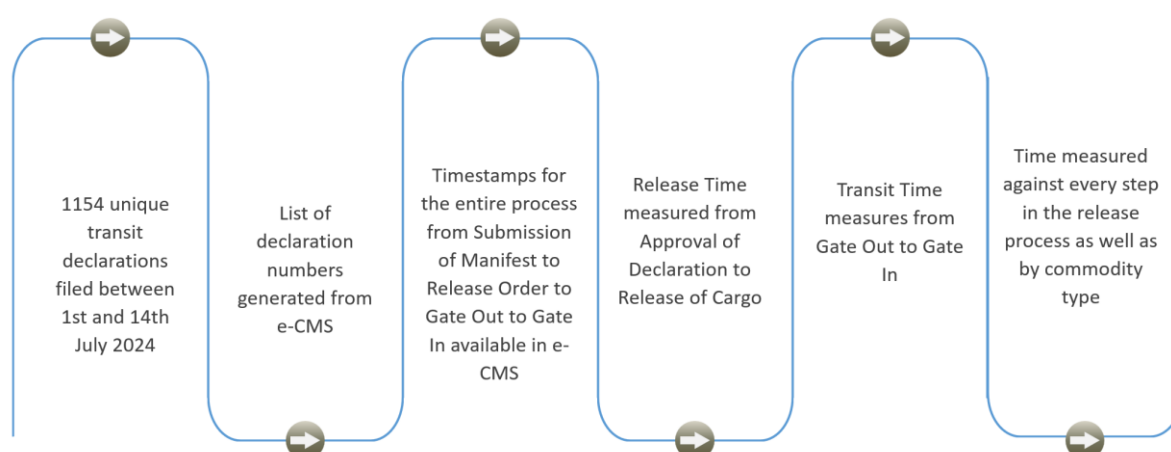 1154 unique
transit
declarations
filed between
1st and 14th
July 2024
List of
declaration
numbers
generated from
e-CMS
Timestamps for
the entire process
from Submission
of Manifest to
Release Order to
Gate Out to Gate
In available in e-
CMS
Release Time
measured from
Approval of
Declaration to
Release of Cargo
Transit Time
measures from
Gate Out to Gate
In
Time measured
against every step
in the release
process as well as
by commodity
type